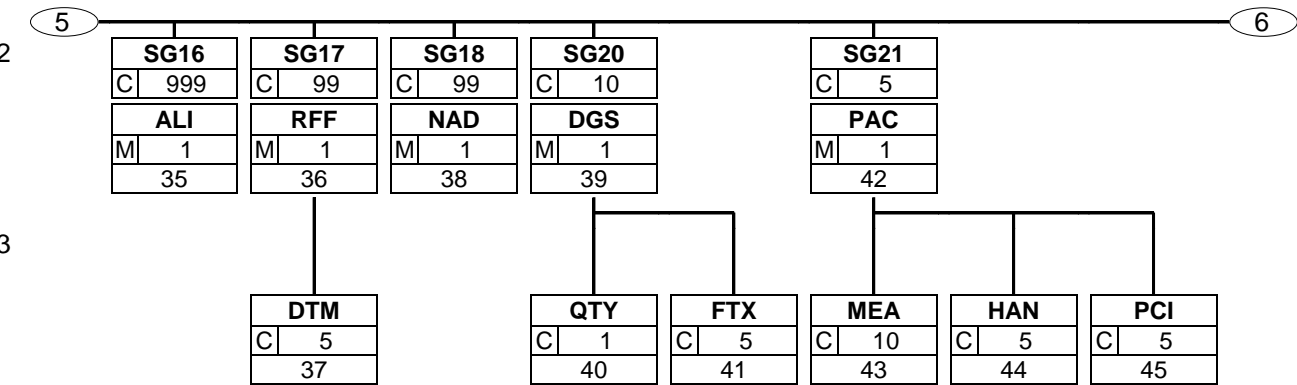 5 6
2 SG16 SG17 SG18 SG20 SG21
C 999 C 99 C 99 C 10 C 5
ALI RFF NAD DGS PAC
M 1 M 1 M 1 M 1 M 1
35 36 38 39 42
3
DTM QTY FTX MEA HAN PCI
C 5 C 1 C 5 C 10 C 5 C 5
37 40 41 43 44 45